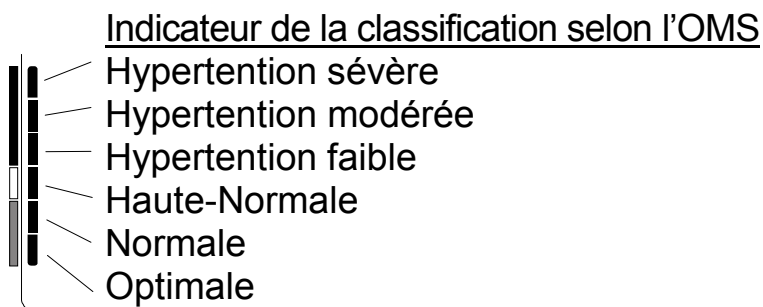 Indicateur de la classification selon l’OMS
Hypertention sévère
Hypertention modérée
Hypertention faible
Haute-Normale
Normale
Optimale